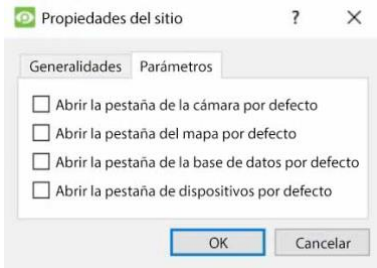 Propiedades del sitio ? ×
Generalidades Parámetros
Abrir la pestaña de la cámara por defecto
Abrir la pestaña del mapa por defecto
Abrir la pestaña de la base de datos por defecto
Abrir la pestaña de dispositivos por defecto
OK Cancelar